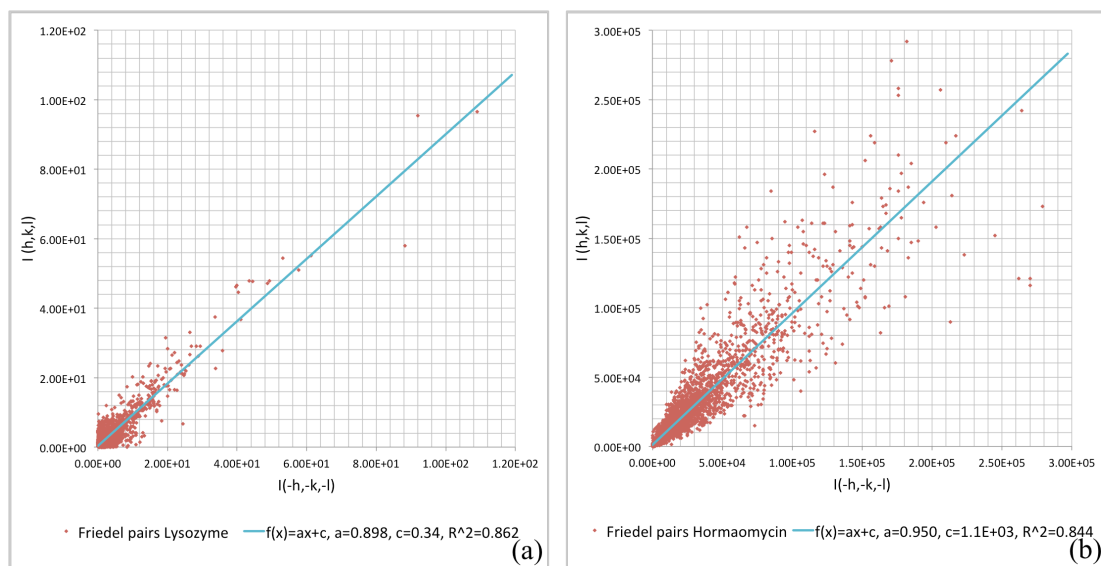 1.20E+02
1.00E+02
8.00E+01
6.00E+01
4.00E+01
2.00E+01
0.00E+00
I (h,k,l)
0.00E+00 2.00E+01 4.00E+01 6.00E+01 8.00E+01 1.00E+02 1.20E+02
I(-h,-k,-l)
Friedel pairs Lysozyme f(x)=ax+c, a=0.898, c=0.34, R^2=0.862
(a)
3.00E+05
2.50E+05
2.00E+05
1.50E+05
1.00E+05
5.00E+04
0.00E+00
I (h,k,l)
0.00E+00 5.00E+04 1.00E+05 1.50E+05 2.00E+05 2.50E+05 3.00E+05
I(-h,-k,-l)
Friedel pairs Hormaomycin f(x)=ax+c, a=0.950, c=1.1E+03, R^2=0.844
(b)